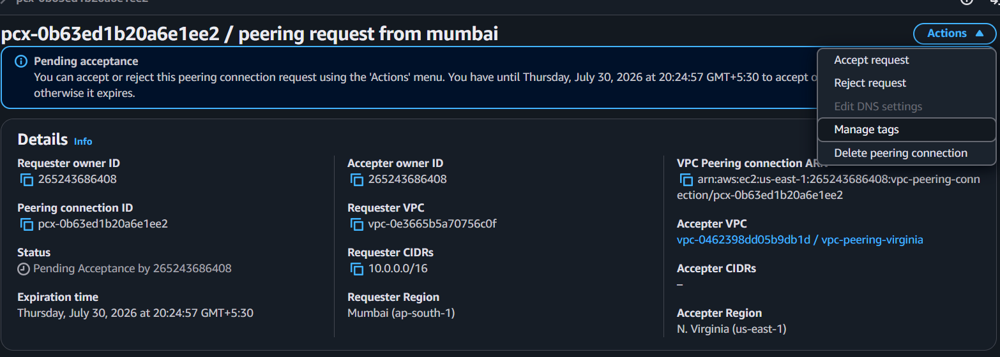 pcx-0b63ed1b20a6e1ee2
pcx-0b63ed1b20a6e1ee2 / peering request from mumbai
Actions
Pending acceptance
You can accept or reject this peering connection request using the 'Actions' menu. You have until Thursday, July 30, 2026 at 20:24:57 GMT+5:30 to accept
otherwise it expires.
Accept request
Reject request
Edit DNS settings
Manage tags
Delete peering connection
Details Info
Requester owner ID
265243686408
Peering connection ID
pcx-0b63ed1b20a6e1ee2
Status
Pending Acceptance by 265243686408
Expiration time
Thursday, July 30, 2026 at 20:24:57 GMT+5:30
Accepter owner ID
265243686408
Requester VPC
vpc-0e3665b5a70756c0f
Requester CIDRs
10.0.0.0/16
Requester Region
Mumbai (ap-south-1)
VPC Peering connection ARN
arn:aws:ec2:us-east-1:265243686408:vpc-peering-conn
ection/pcx-0b63ed1b20a6e1ee2
Accepter VPC
vpc-0462398dd05b9db1d / vpc-peering-virginia
Accepter CIDRs
–
Accepter Region
N. Virginia (us-east-1)